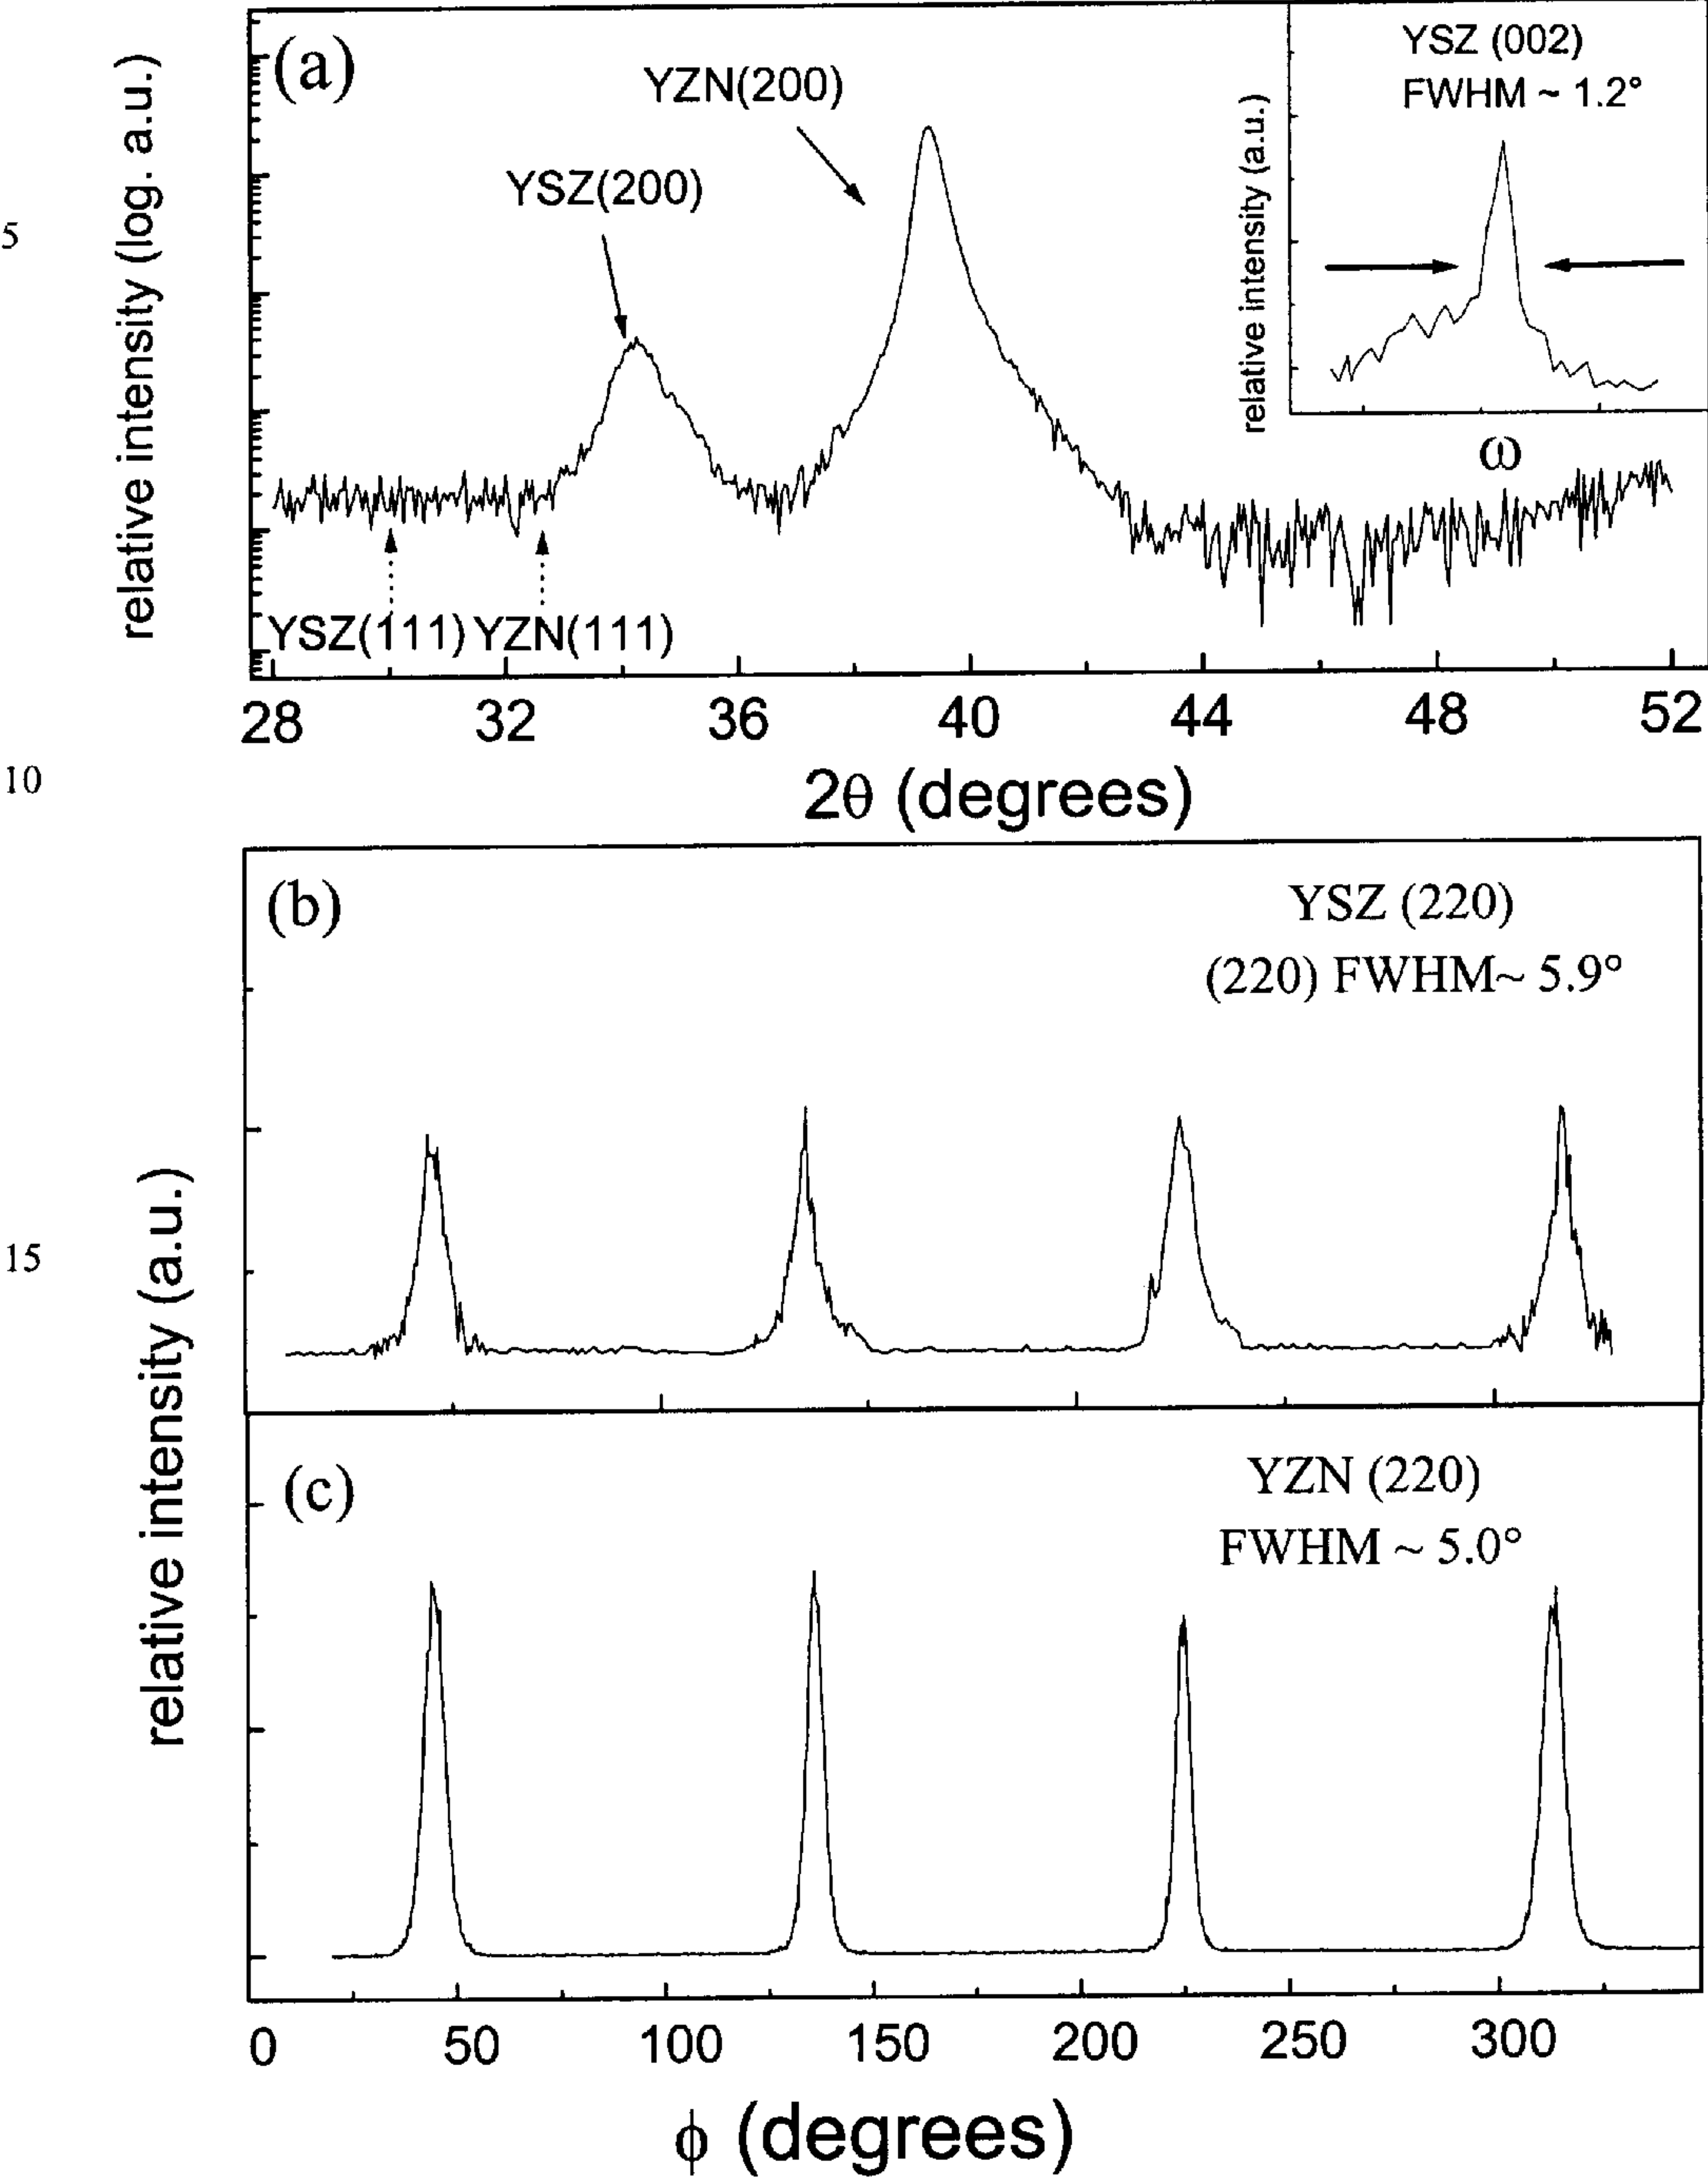 (a)
YZN(200)
YSZ(200)
YSZ (002)
FWHM ~ 1.2°
relative intensity (a.u.)
ω
relative intensity (log. a.u.)
YSZ(111) YZN(111)
28 32 36 40 44 48 52
2θ (degrees)
5
10
15
(b)
YSZ (220)
(220) FWHM~ 5.9°
relative intensity (a.u.)
(c)
YZN (220)
FWHM ~ 5.0°
0 50 100 150 200 250 300
ϕ (degrees)